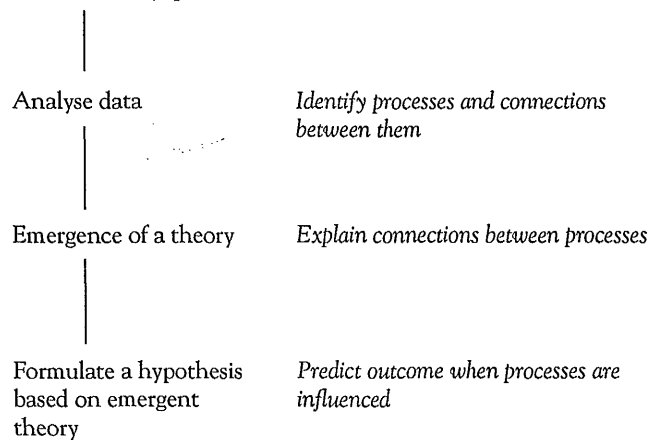 Analyse data
Identify processes and connections
between them
Emergence of a theory
Explain connections between processes
Formulate a hypothesis
based on emergent
theory
Predict outcome when processes are
influenced